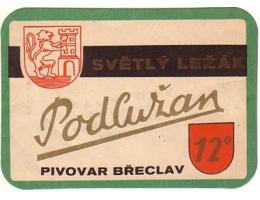 SVĚTLÝ LEŽÁK
Podlužan
12°
PIVOVAR BŘECLAV